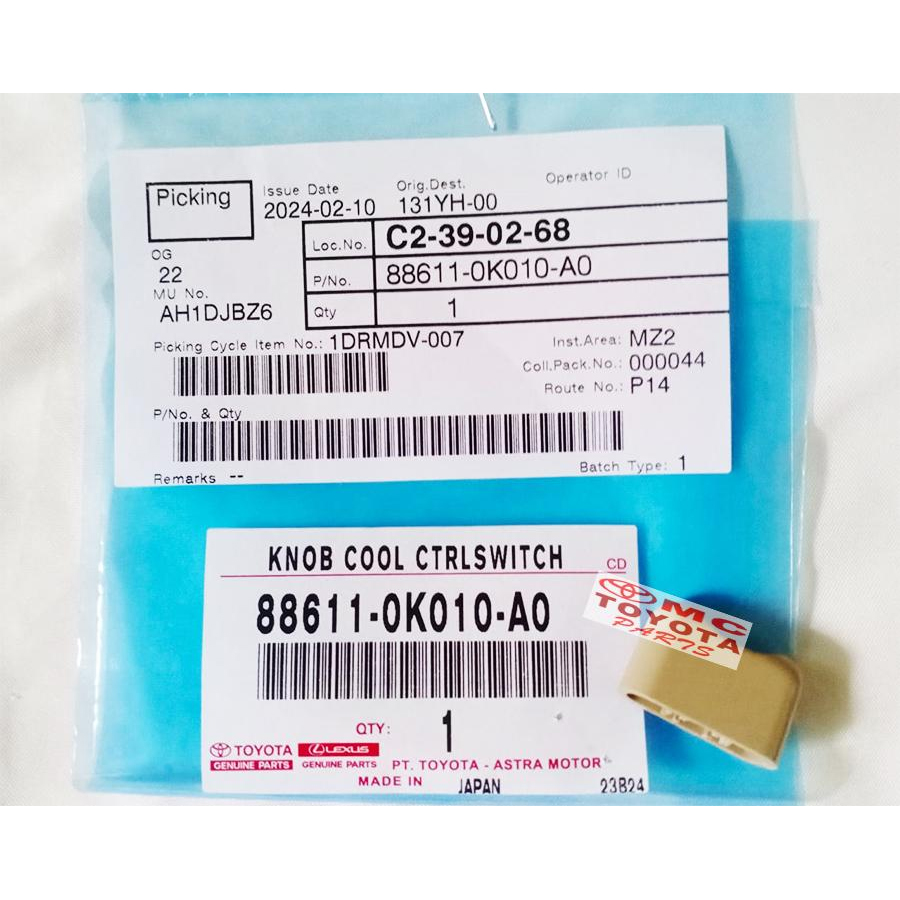 Picking
Issue Date
2024-02-10
Orig.Dest.
131YH-00
Operator ID
Loc.No. C2-39-02-68
OG
22
P/No. 88611-0K010-A0
MU No.
AH1DJBZ6
Qty 1
Picking Cycle Item No.: 1DRMDV-007
Inst.Area: MZ2
Coll.Pack.No.: 000044
Route No.: P14
P/No. & Qty
Batch Type: 1
Remarks --
KNOB COOL CTRLSWITCH
CD
88611-0K010-A0
MC
TOYOTA
PARTS
QTY: 1
TOYOTA
GENUINE PARTS
LEXUS
GENUINE PARTS
PT. TOYOTA - ASTRA MOTOR
MADE IN JAPAN
23B24